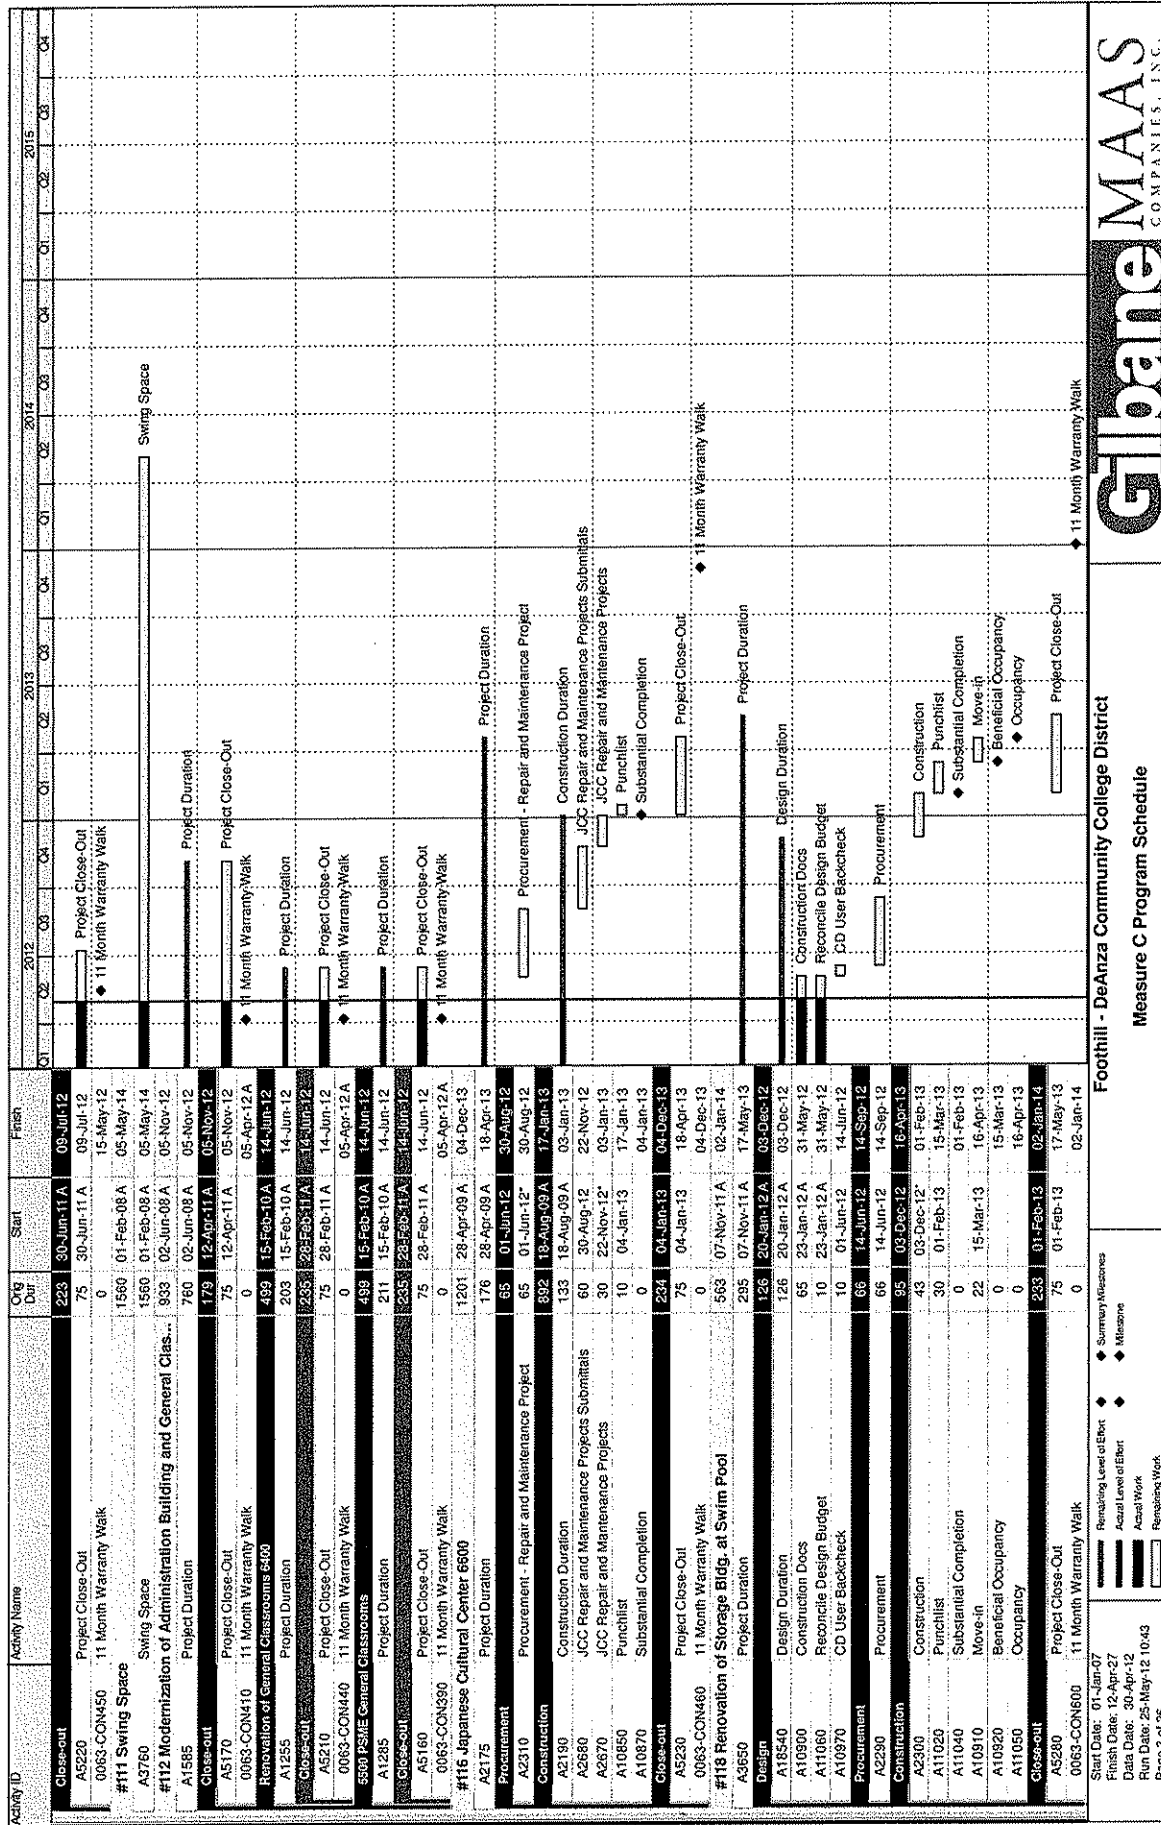 Activity ID Activity Name Orig Dur Start Finish
2012 2013 2014 2015
Q1 Q2 Q3 Q4 Q1 Q2 Q3 Q4 Q1 Q2 Q3 Q4 Q1 Q2 Q3 Q4
Close-out 223 30-Jun-11 A 09-Jul-12
A5220 Project Close-Out 75 30-Jun-11 A 09-Jul-12 Project Close-Out
0063-CON450 11 Month Warranty Walk 0 15-May-12 11 Month Warranty Walk
#111 Swing Space 1560 01-Feb-08 A 05-May-14
A3760 Swing Space 1560 01-Feb-08 A 05-May-14 Swing Space
#112 Modernization of Administration Building and General Clas... 933 02-Jun-08 A 05-Nov-12
A1585 Project Duration 760 02-Jun-08 A 05-Nov-12 Project Duration
Close-out 179 12-Apr-11 A 05-Nov-12
A5170 Project Close-Out 75 12-Apr-11 A 05-Nov-12 Project Close-Out
0063-CON410 11 Month Warranty Walk 0 05-Apr-12 A 11 Month Warranty Walk
Renovation of General Classrooms 6400 499 15-Feb-10 A 14-Jun-12
A1255 Project Duration 203 15-Feb-10 A 14-Jun-12 Project Duration
Close-out 235 28-Feb-11 A 14-Jun-12
A5210 Project Close-Out 75 28-Feb-11 A 14-Jun-12 Project Close-Out
0063-CON440 11 Month Warranty Walk 0 05-Apr-12 A 11 Month Warranty Walk
5500 PSME General Classrooms 499 15-Feb-10 A 14-Jun-12
A1285 Project Duration 211 15-Feb-10 A 14-Jun-12 Project Duration
Close-out 235 28-Feb-11 A 14-Jun-12
A5160 Project Close-Out 75 28-Feb-11 A 14-Jun-12 Project Close-Out
0063-CON390 11 Month Warranty Walk 0 05-Apr-12 A 11 Month Warranty Walk
#116 Japanese Cultural Center 6600 1201 28-Apr-09 A 04-Dec-13
A2175 Project Duration 176 28-Apr-09 A 18-Apr-13 Project Duration
Procurement 65 01-Jun-12 30-Aug-12
A2310 Procurement - Repair and Maintenance Project 65 01-Jun-12* 30-Aug-12 Procurement - Repair and Maintenance Project
Construction 892 18-Aug-09 A 17-Jan-13
A2190 Construction Duration 133 18-Aug-09 A 03-Jan-13 Construction Duration
A2680 JCC Repair and Maintenance Projects Submittals 60 30-Aug-12 22-Nov-12 JCC Repair and Maintenance Projects Submittals
A2670 JCC Repair and Mantenance Projects 30 22-Nov-12* 03-Jan-13 JCC Repair and Mantenance Projects
A10850 Punchlist 10 04-Jan-13 17-Jan-13 Punchlist
A10870 Substantial Completion 0 04-Jan-13 Substantial Completion
Close-out 234 04-Jan-13 04-Dec-13
A5230 Project Close-Out 75 04-Jan-13 18-Apr-13 Project Close-Out
0063-CON460 11 Month Warranty Walk 0 04-Dec-13 11 Month Warranty Walk
#118 Renovation of Storage Bldg. at Swim Pool 563 07-Nov-11 A 02-Jan-14
A3650 Project Duration 295 07-Nov-11 A 17-May-13 Project Duration
Design 126 20-Jan-12 A 03-Dec-12
A18540 Design Duration 126 20-Jan-12 A 03-Dec-12 Design Duration
A10900 Construction Docs 65 23-Jan-12 A 31-May-12 Construction Docs
A11060 Reconcile Design Budget 10 23-Jan-12 A 31-May-12 Reconcile Design Budget
A10970 CD User Backcheck 10 01-Jun-12 14-Jun-12 CD User Backcheck
Procurement 66 14-Jun-12 14-Sep-12
A2290 Procurement 66 14-Jun-12 14-Sep-12 Procurement
Construction 95 03-Dec-12 16-Apr-13
A2300 Construction 43 03-Dec-12* 01-Feb-13 Construction
A11020 Punchlist 30 01-Feb-13 15-Mar-13 Punchlist
A11040 Substantial Completion 0 01-Feb-13 Substantial Completion
A10910 Move-in 22 15-Mar-13 16-Apr-13 Move-in
A10920 Beneficial Occupancy 0 15-Mar-13 Beneficial Occupancy
A11050 Occupancy 0 16-Apr-13 Occupancy
Close-out 233 01-Feb-13 02-Jan-14
A5280 Project Close-Out 75 01-Feb-13 17-May-13 Project Close-Out
0063-CON600 11 Month Warranty Walk 0 02-Jan-14 11 Month Warranty Walk
Start Date: 01-Jan-07
Finish Date: 12-Apr-27
Data Date: 30-Apr-12
Run Date: 25-May-12 10:43
Remaining Level of Effort Summary Milestones
Actual Level of Effort Milestone
Actual Work
Remaining Work
Foothill - DeAnza Community College District
Measure C Program Schedule
Gilbane MAAS
COMPANIES, INC.